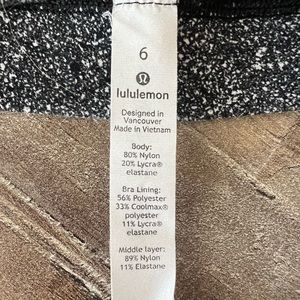 6
lululemon
Designed in
Vancouver
Made in Vietnam
Body:
80% Nylon
20% Lycra®
elastane
Bra Lining:
56% Polyester
33% Coolmax®
polyester
11% Lycra®
elastane
Middle layer:
89% Nylon
11% Elastane